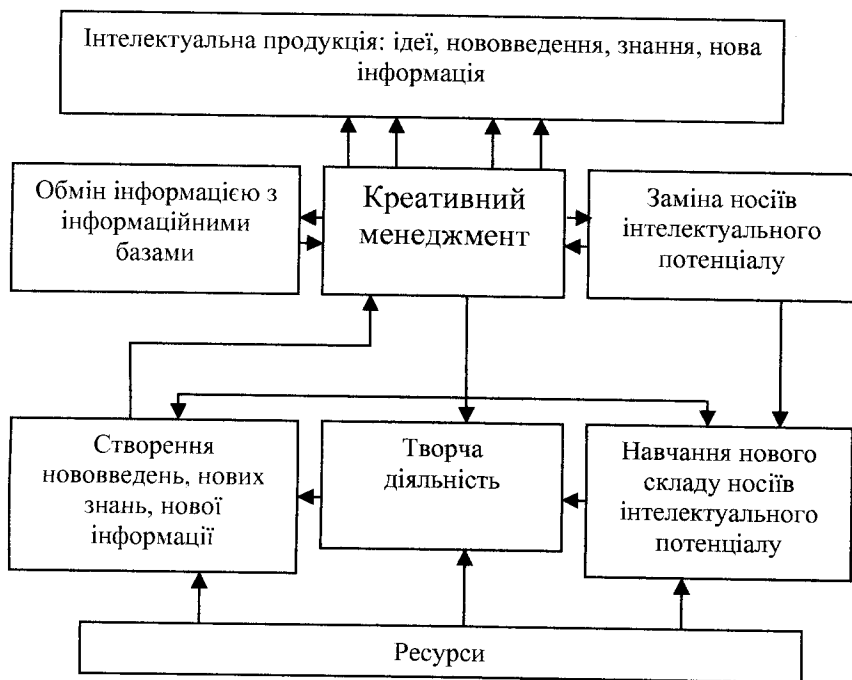 Інтелектуальна продукція: ідеї, нововведення, знання, нова
інформація
Обмін інформацією з
інформаційними
базами
Креативний
менеджмент
Заміна носіїв
інтелектуального
потенціалу
Створення
нововведень, нових
знань, нової
інформації
Творча
діяльність
Навчання нового
складу носіїв
інтелектуального
потенціалу
Ресурси